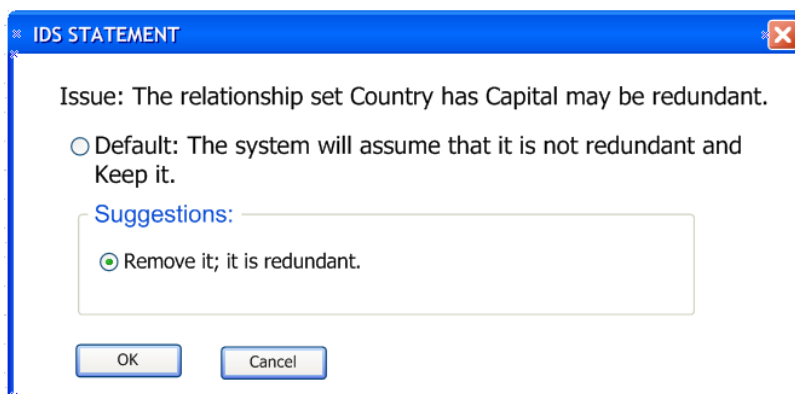 IDS STATEMENT
Issue: The relationship set Country has Capital may be redundant.
Default: The system will assume that it is not redundant and
Keep it.
Suggestions:
Remove it; it is redundant.
OK
Cancel